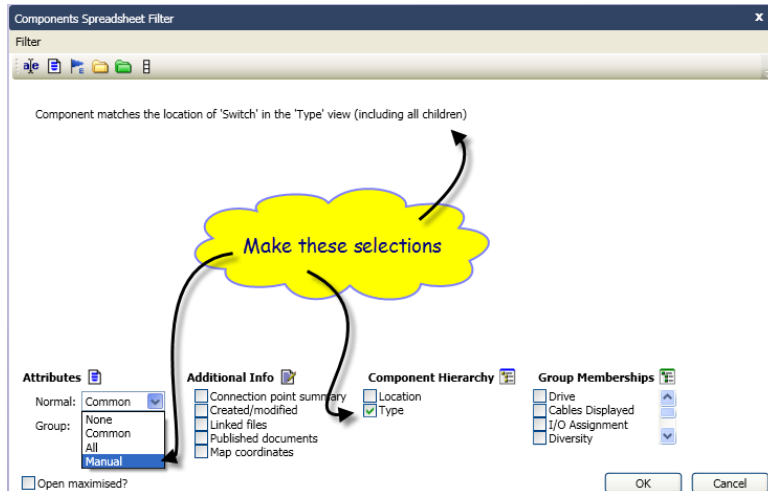 Components Spreadsheet Filter x
Filter
a|e E
Component matches the location of 'Switch' in the 'Type' view (including all children)
Make these selections
Attributes Additional Info Component Hierarchy Group Memberships
Normal: Common Connection point summary Location Drive
None Created/modified Type Cables Displayed
Group: Common Linked files I/O Assignment
All Published documents Diversity
Manual Map coordinates
Open maximised? OK Cancel